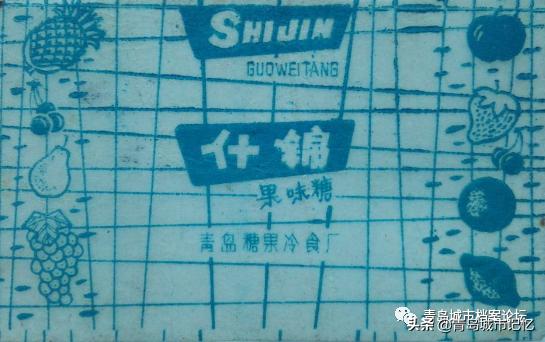 SHIJIN
GUOWEITANG
什锦
果味糖
青岛糖果冷食厂
青岛城市档案论坛
头条 @青岛城市记忆